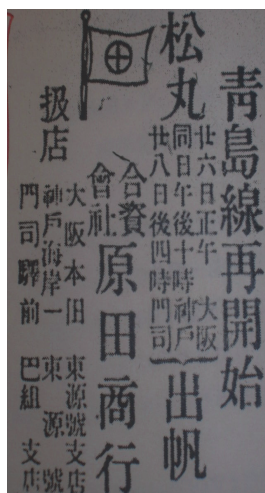 青島線再開始
松丸
廿六日正午 大阪
同日午後十時神戶
廿八日後四時門司
出帆
合資
會社
原田商行
扱店
大阪本田 東源號支店
神戶海岸一 東源號
門司驛前 巴組支店